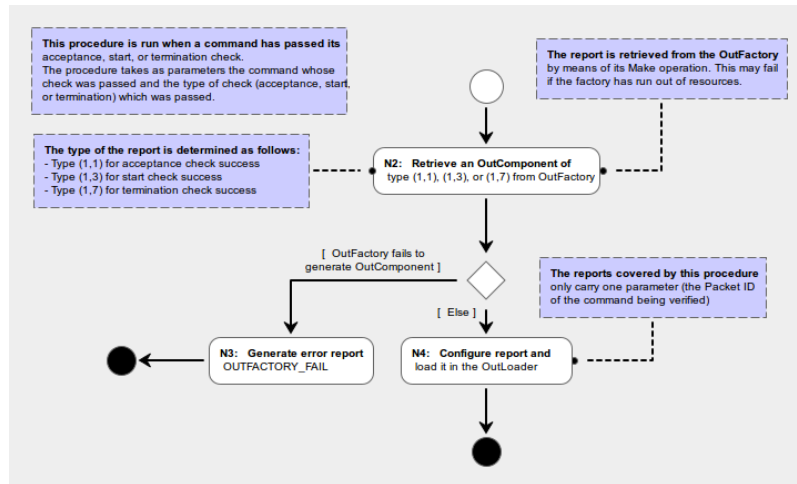 This procedure is run when a command has passed its
acceptance, start, or termination check.
The procedure takes as parameters the command whose
check was passed and the type of check (acceptance, start,
or termination) which was passed.
The report is retrieved from the OutFactory
by means of its Make operation. This may fail
if the factory has run out of resources.
The type of the report is determined as follows:
- Type (1,1) for acceptance check success
- Type (1,3) for start check success
- Type (1,7) for termination check success
N2: Retrieve an OutComponent of
type (1,1), (1,3), or (1,7) from OutFactory
[ OutFactory fails to
generate OutComponent ]
The reports covered by this procedure
only carry one parameter (the Packet ID
of the command being verified)
[ Else ]
N3: Generate error report
OUTFACTORY_FAIL
N4: Configure report and
load it in the OutLoader